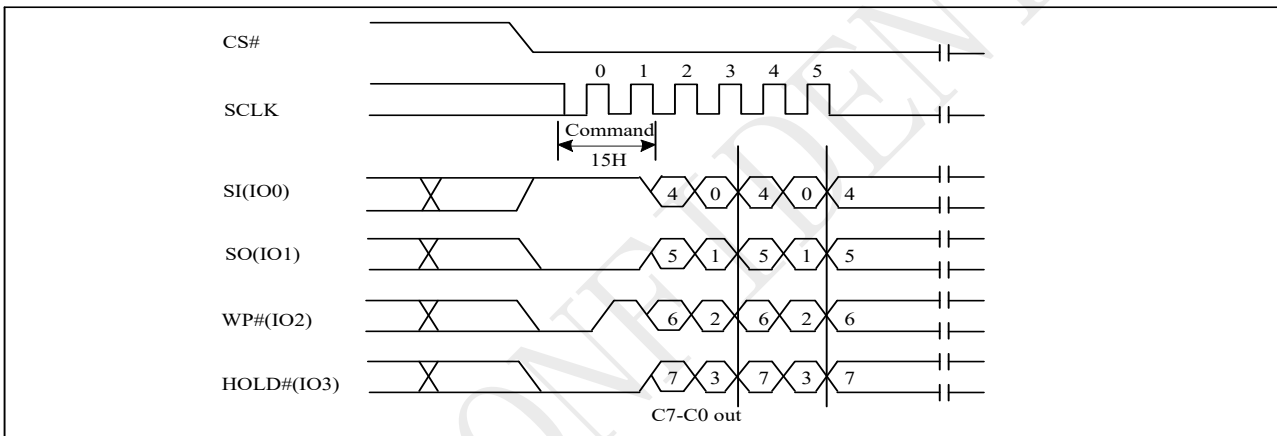 CS#
0 1 2 3 4 5
SCLK
Command
15H
SI(IO0)
4 0 4 0 4
SO(IO1)
5 1 5 1 5
WP#(IO2)
6 2 6 2 6
HOLD#(IO3)
7 3 7 3 7
C7-C0 out